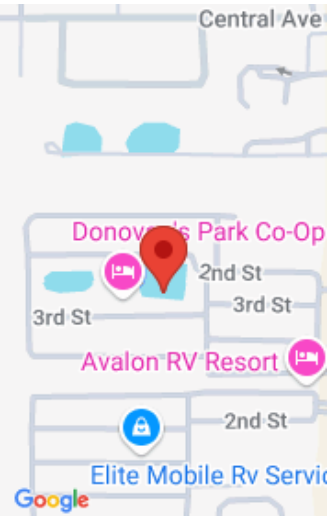 Central Ave
Donovan's Park Co-Op
2nd St
3rd St
3rd St
Avalon RV Resort
2nd St
Elite Mobile Rv Servic
Google